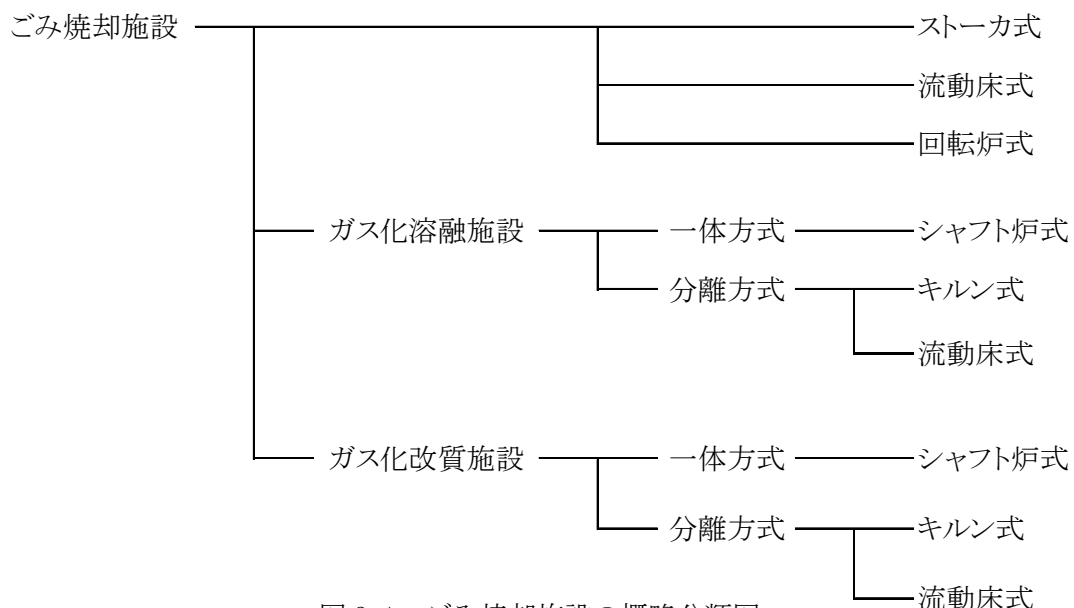 ごみ焼却施設 ストーカ式
流動床式
回転炉式
ガス化溶融施設 一体方式 シャフト炉式
分離方式 キルン式
流動床式
ガス化改質施設 一体方式 シャフト炉式
分離方式 キルン式
流動床式
ごみ焼却施設の概略分類図